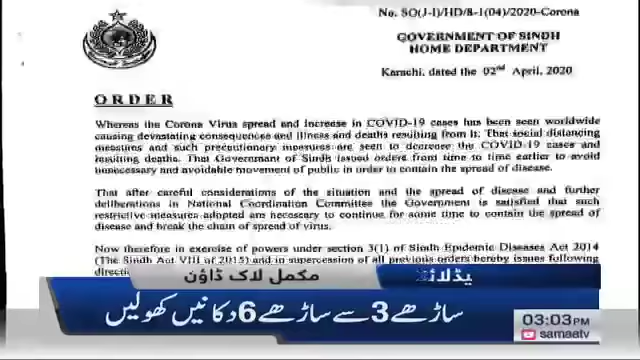 No. SO(J-I)/HD/8-1(04)/2020-Corona
GOVERNMENT OF SINDH
HOME DEPARTMENT
Karachi, dated the 02nd April, 2020
ORDER
Whereas the Corona Virus spread and increase in COVID-19 cases has been seen worldwide
causing devastating consequences and illness and deaths resulting from it; That social distancing
measures and such precautionary measures are seen to decrease the COVID-19 cases and
resulting deaths. That Government of Sindh issued orders from time to time earlier to avoid
unnecessary and avoidable movement of public in order to contain the spread of disease.
That after careful considerations of the situation and the spread of disease and further
deliberations in National Coordination Committee the Government is satisfied that such
restrictive measures adopted are necessary to continue for some time to contain the spread of
disease and break the chain of spread of virus.
Now therefore in exercise of powers under section 3(1) of Sindh Epidemic Diseases Act 2014
(The Sindh Act VIII of 2015) and in supercession of all previous orders hereby issues following
مکمل لاک ڈاؤن
ساڑھے 3 سے ساڑھے 6 دکانیں کھولیں
03:03 PM
samaatv